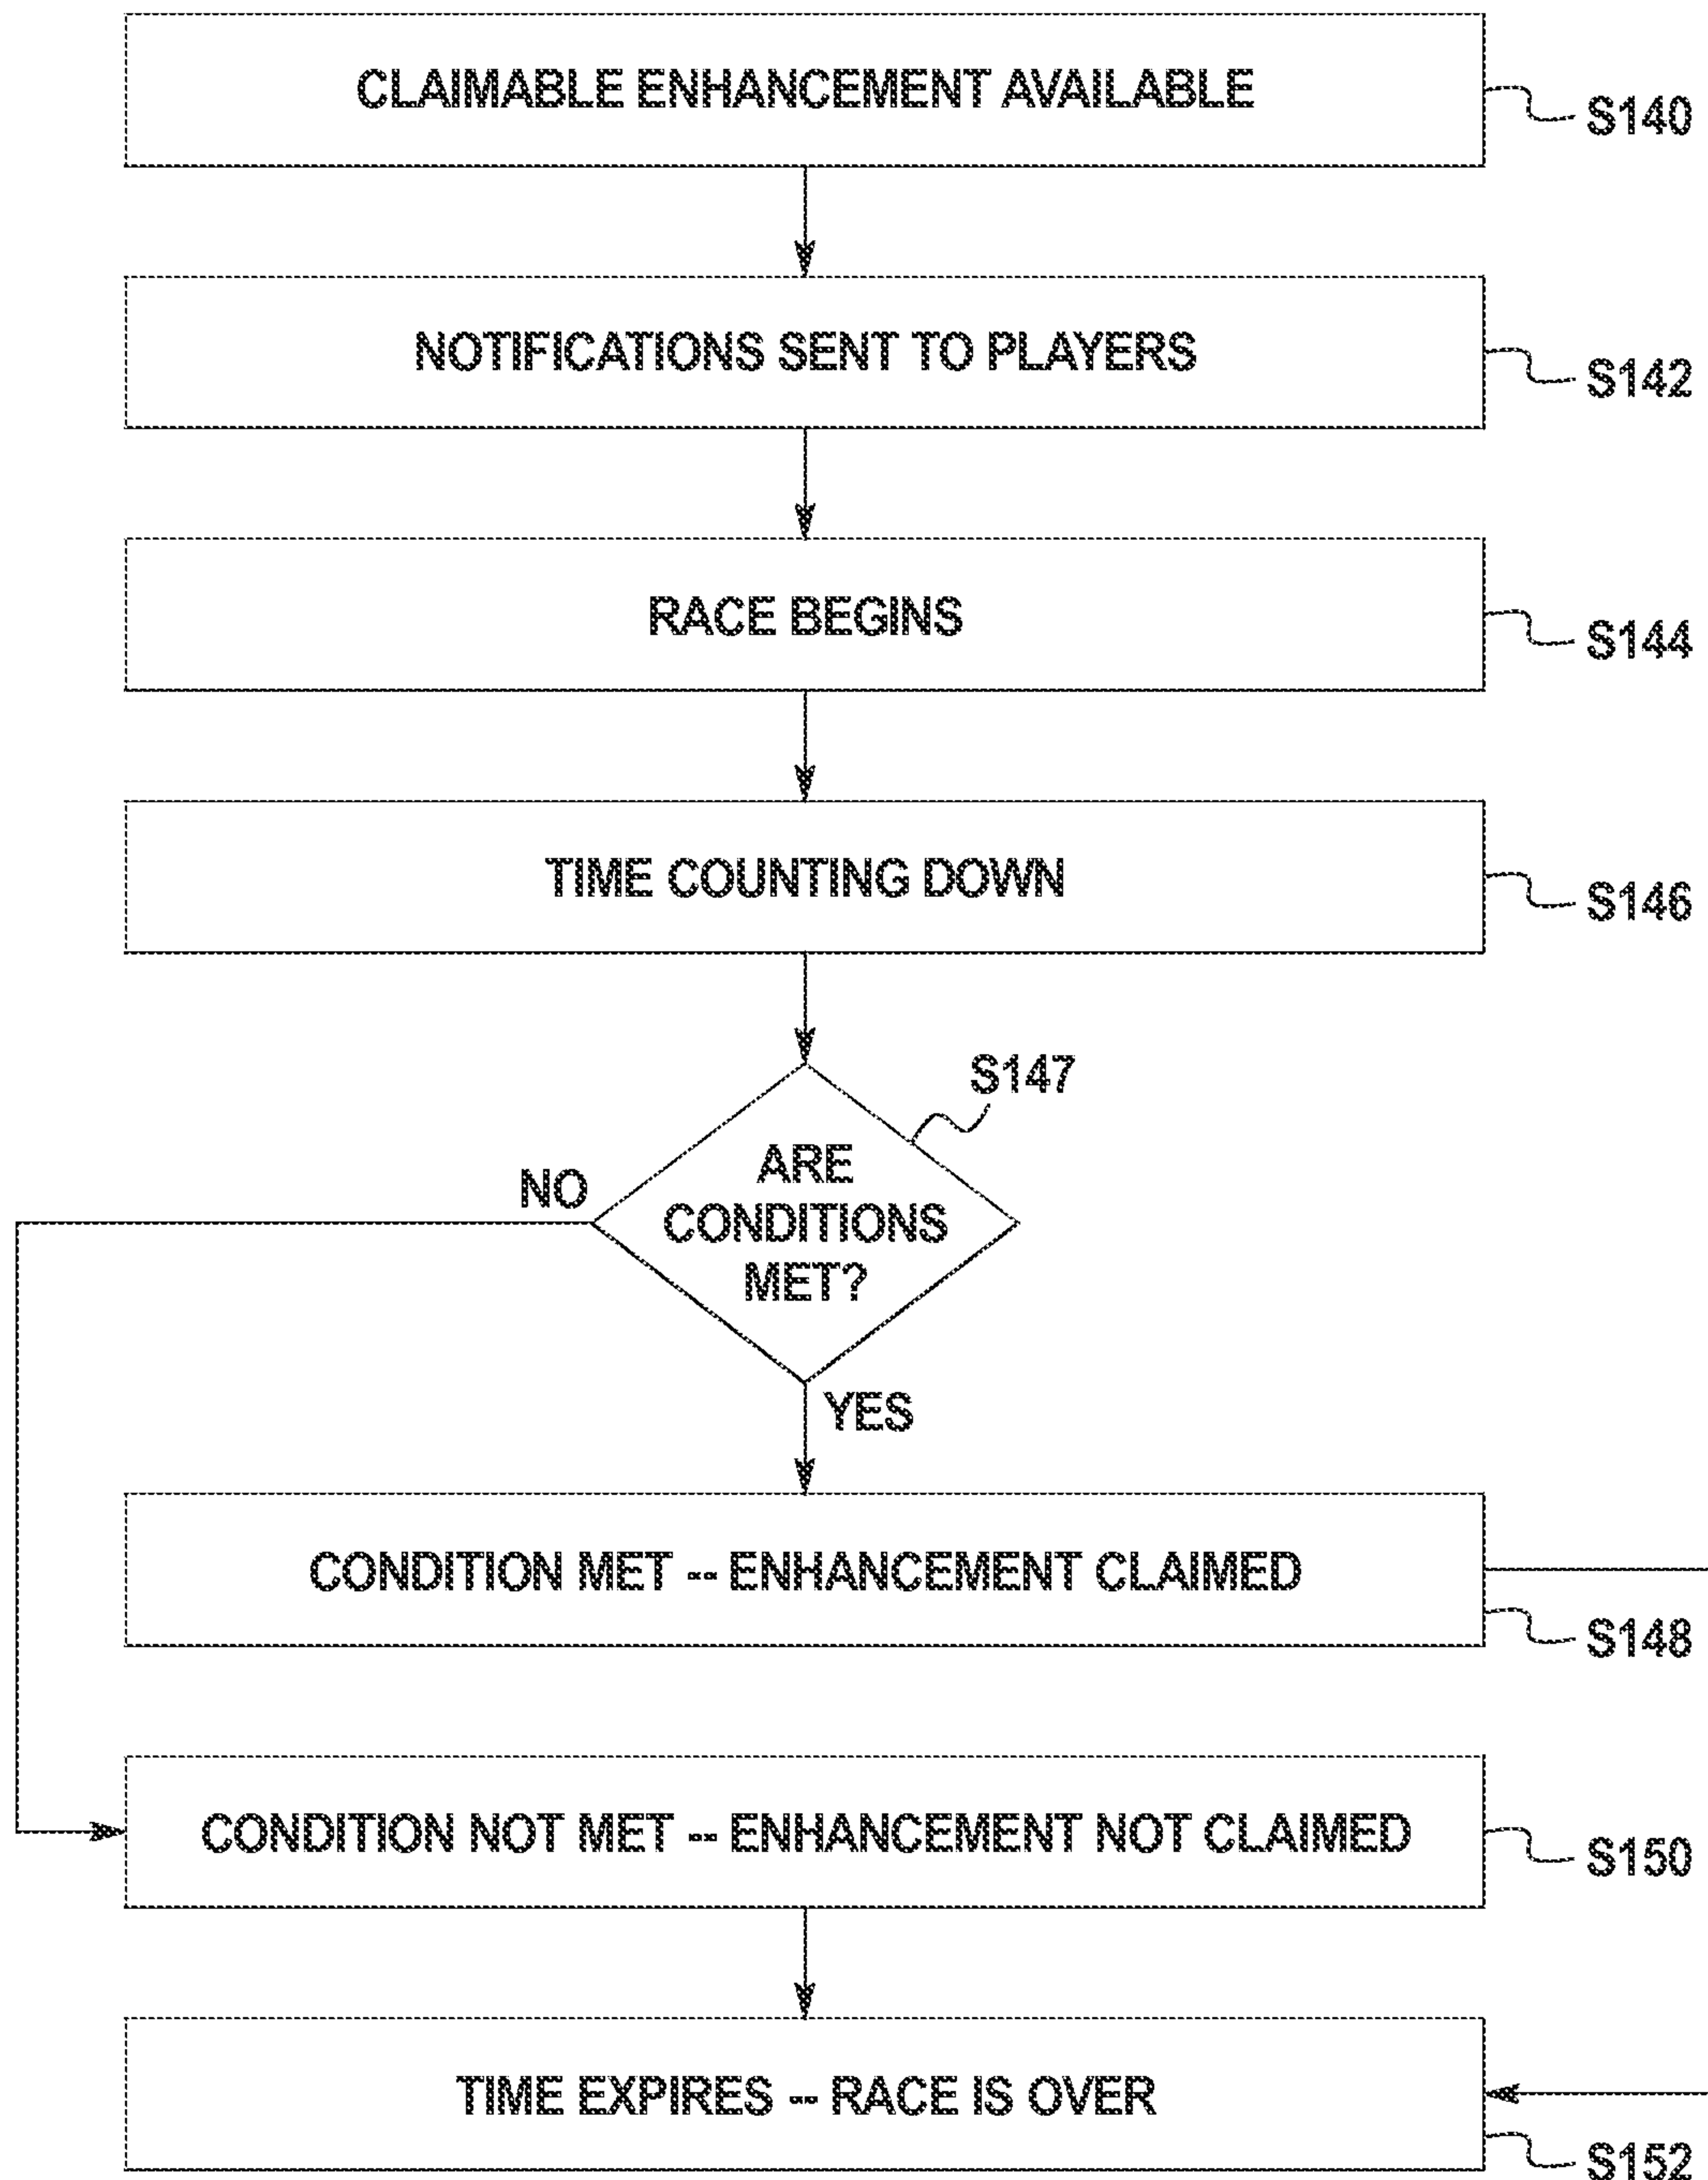 CLAIMABLE ENHANCEMENT AVAILABLE
S140
NOTIFICATIONS SENT TO PLAYERS
S142
RACE BEGINS
S144
TIME COUNTING DOWN
S146
S147
ARE
CONDITIONS
MET?
NO
YES
CONDITION MET -- ENHANCEMENT CLAIMED
S148
CONDITION NOT MET -- ENHANCEMENT NOT CLAIMED
S150
TIME EXPIRES -- RACE IS OVER
S152